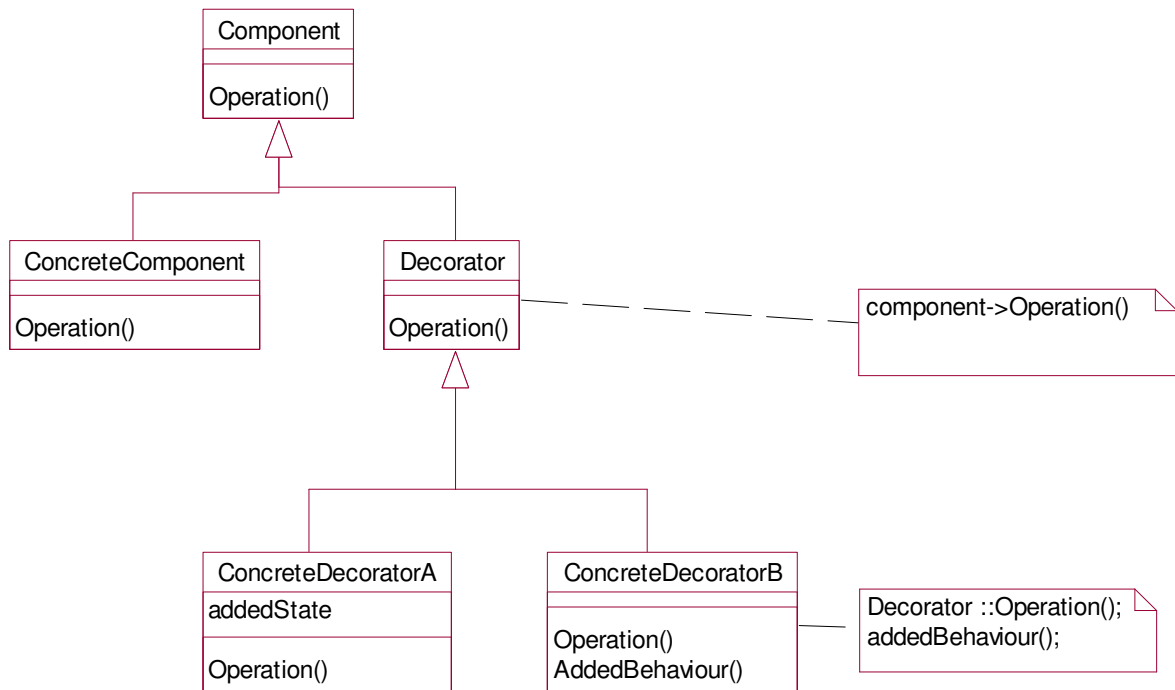 Component
Operation()
ConcreteComponent
Operation()
Decorator
Operation()
component->Operation()
ConcreteDecoratorA
addedState
Operation()
ConcreteDecoratorB
Operation()
AddedBehaviour()
Decorator ::Operation();
addedBehaviour();